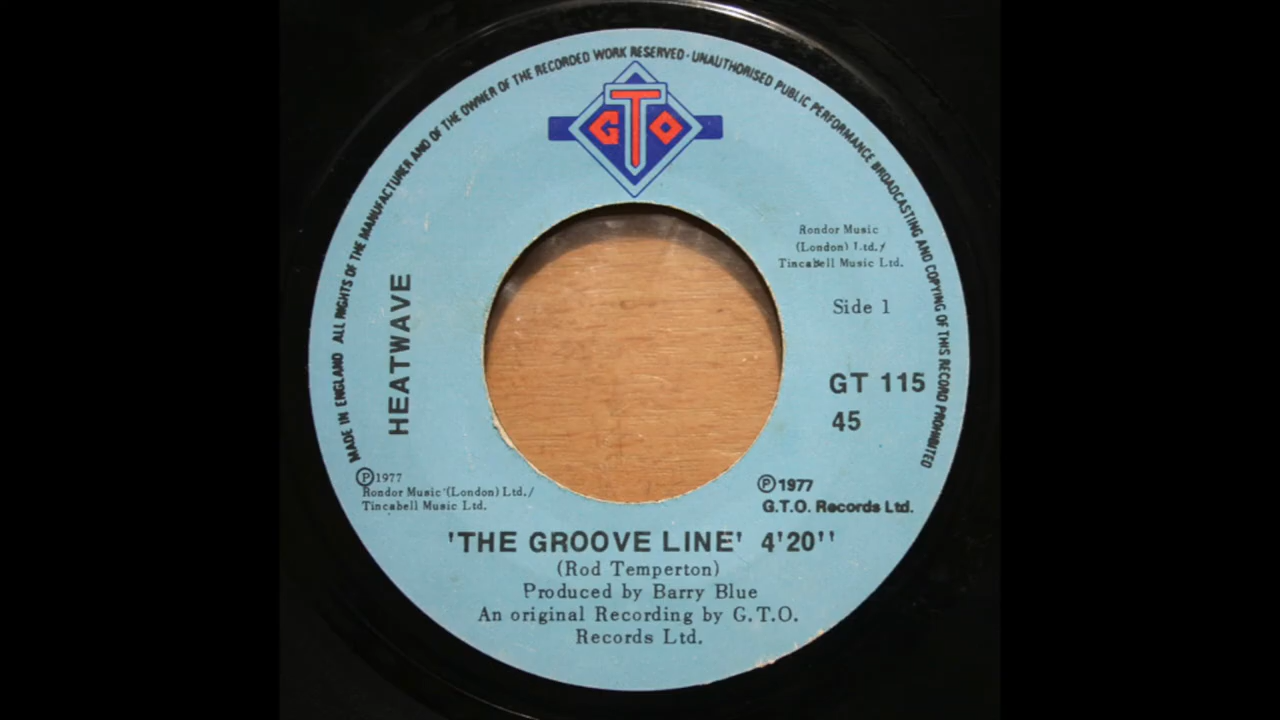 MADE IN ENGLAND ALL RIGHTS OF THE MANUFACTURER AND OF THE OWNER OF THE RECORDED WORK RESERVED · UNAUTHORISED PUBLIC PERFORMANCE BROADCASTING AND COPYING OF THIS RECORD PROHIBITED
GTO
Rondor Music
(London) Ltd./
Tincabell Music Ltd.
Side 1
HEATWAVE
GT 115
45
Ⓟ1977
Rondor Music (London) Ltd./
Tincabell Music Ltd.
Ⓟ1977
G.T.O. Records Ltd.
'THE GROOVE LINE' 4'20''
(Rod Temperton)
Produced by Barry Blue
An original Recording by G.T.O.
Records Ltd.